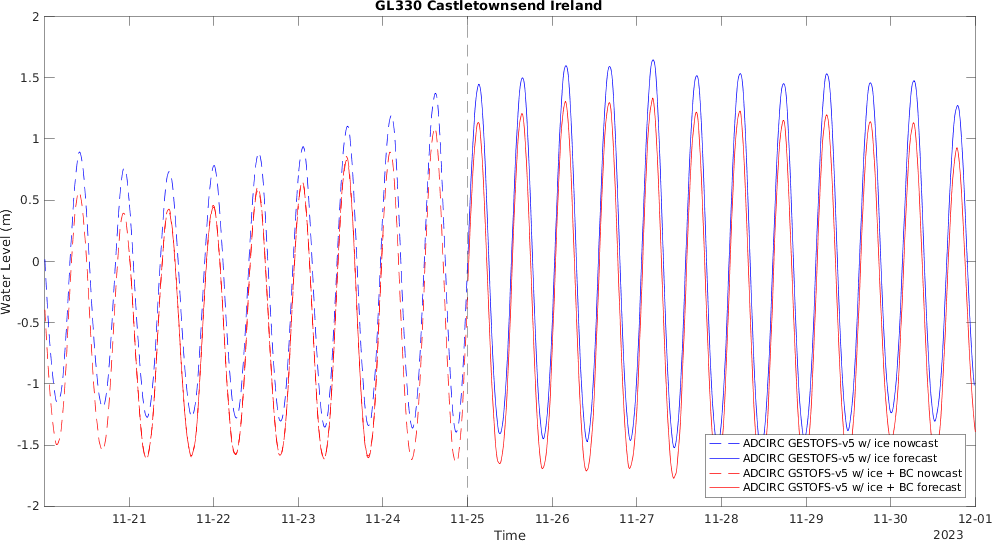 GL330 Castletownsend Ireland
2
1.5
1
0.5
0
-0.5
-1
-1.5
-2
Water Level (m)
ADCIRC GESTOFS-v5 w/ ice nowcast
ADCIRC GESTOFS-v5 w/ ice forecast
ADCIRC GSTOFS-v5 w/ ice + BC nowcast
ADCIRC GSTOFS-v5 w/ ice + BC forecast
11-21 11-22 11-23 11-24 11-25 11-26 11-27 11-28 11-29 11-30 12-01
Time
2023